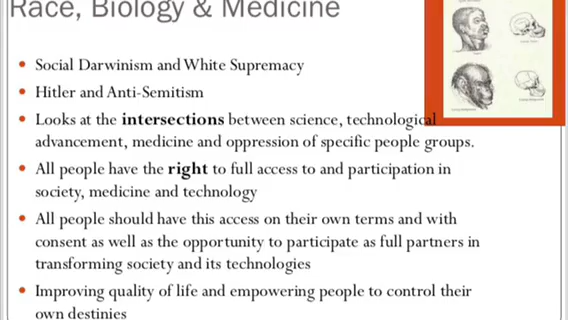 Race, Biology & Medicine
Social Darwinism and White Supremacy
Hitler and Anti-Semitism
Looks at the intersections between science, technological
advancement, medicine and oppression of specific people groups.
All people have the right to full access to and participation in
society, medicine and technology
All people should have this access on their own terms and with
consent as well as the opportunity to participate as full partners in
transforming society and its technologies
Improving quality of life and empowering people to control their
own destinies